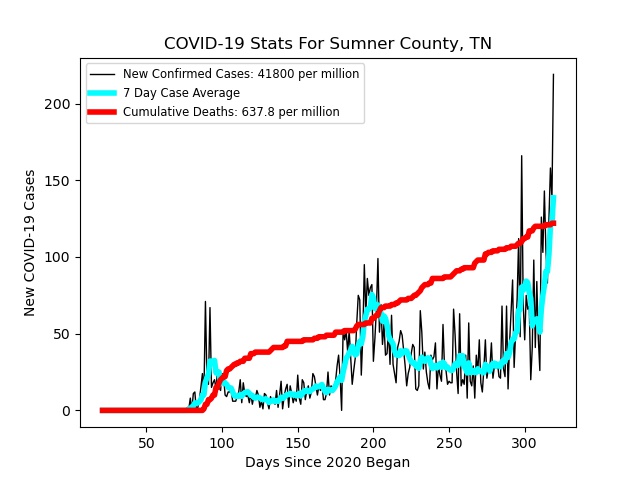 COVID-19 Stats For Sumner County, TN
New Confirmed Cases: 41800 per million
7 Day Case Average
Cumulative Deaths: 637.8 per million
New COVID-19 Cases
200
150
100
50
0
50 100 150 200 250 300
Days Since 2020 Began